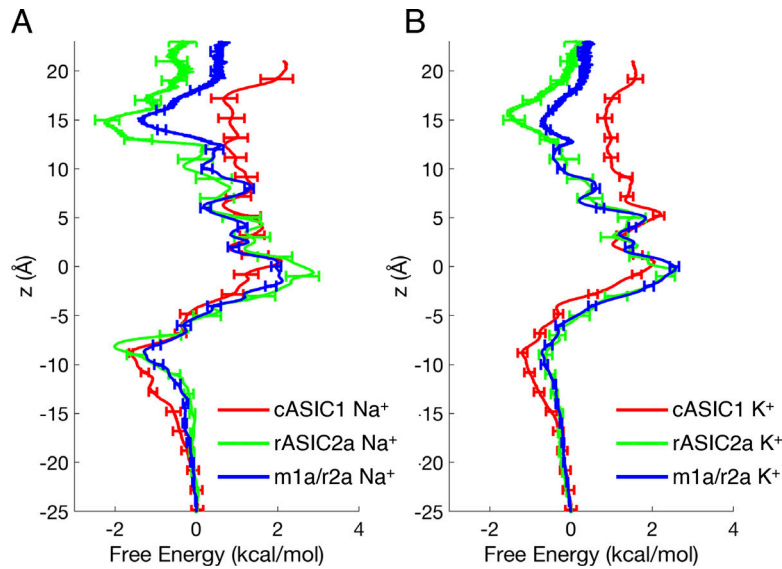 A
20
15
10
5
0
-5
-10
-15
-20
-25
z (Å)
cASIC1 Na⁺
rASIC2a Na⁺
m1a/r2a Na⁺
-2 0 2 4
Free Energy (kcal/mol)
B
20
15
10
5
0
-5
-10
-15
-20
-25
z (Å)
cASIC1 K⁺
rASIC2a K⁺
m1a/r2a K⁺
-2 0 2 4
Free Energy (kcal/mol)